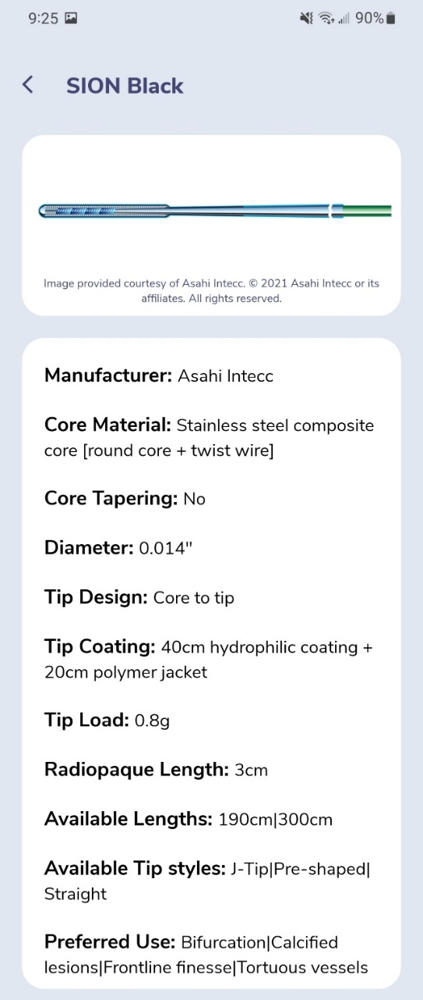 9:25 90%
SION Black
Image provided courtesy of Asahi Intecc. © 2021 Asahi Intecc or its
affiliates. All rights reserved.
Manufacturer: Asahi Intecc
Core Material: Stainless steel composite
core [round core + twist wire]
Core Tapering: No
Diameter: 0.014"
Tip Design: Core to tip
Tip Coating: 40cm hydrophilic coating +
20cm polymer jacket
Tip Load: 0.8g
Radiopaque Length: 3cm
Available Lengths: 190cm|300cm
Available Tip styles: J-Tip|Pre-shaped|
Straight
Preferred Use: Bifurcation|Calcified
lesions|Frontline finesse|Tortuous vessels